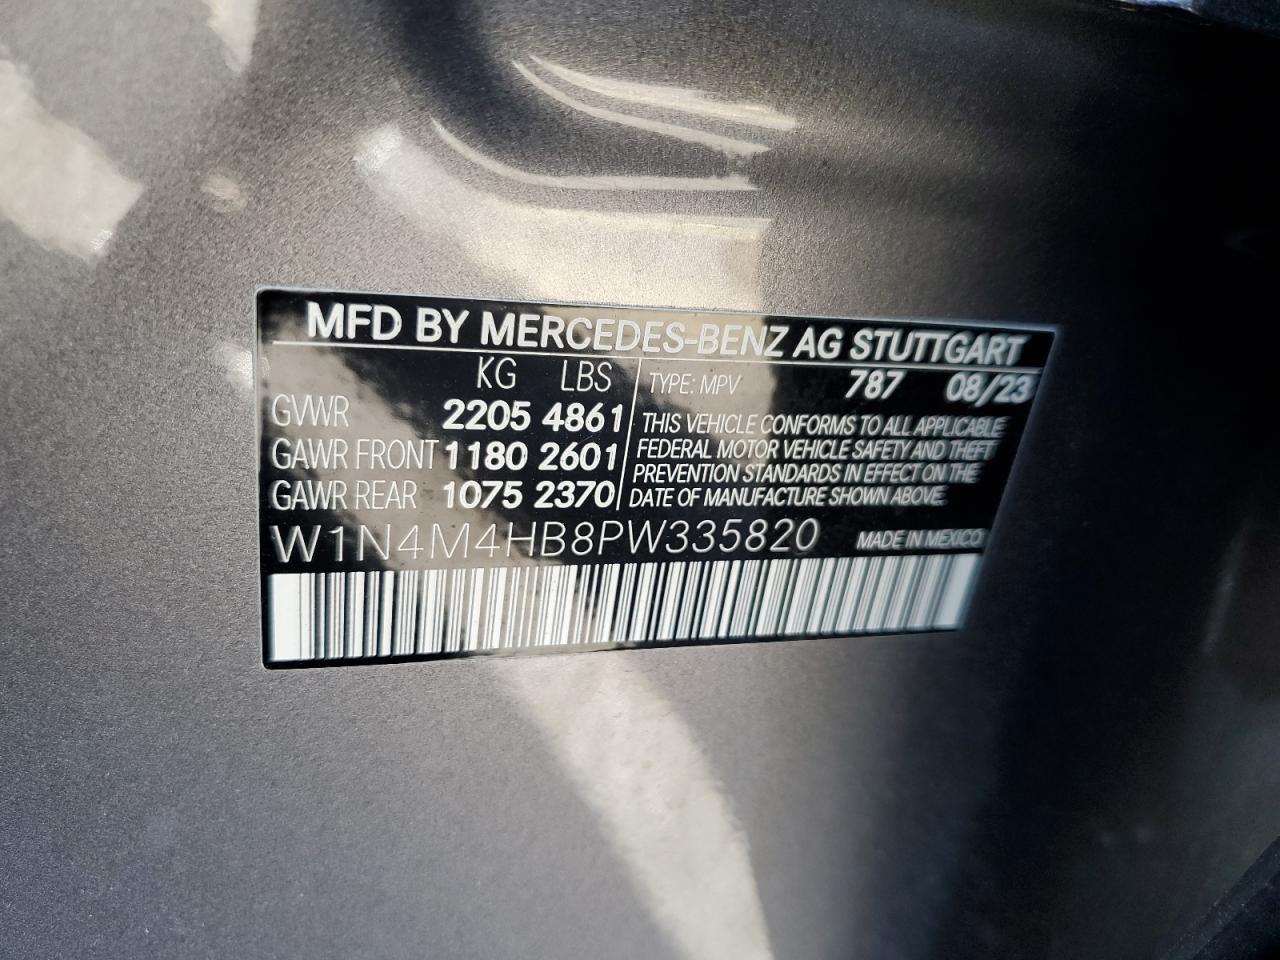 MFD BY MERCEDES-BENZ AG STUTTGART
KG LBS
GVWR 2205 4861
GAWR FRONT 1180 2601
GAWR REAR 1075 2370
TYPE: MPV 787 08/23
THIS VEHICLE CONFORMS TO ALL APPLICABLE
FEDERAL MOTOR VEHICLE SAFETY AND THEFT
PREVENTION STANDARDS IN EFFECT ON THE
DATE OF MANUFACTURE SHOWN ABOVE.
W1N4M4HB8PW335820 MADE IN MEXICO